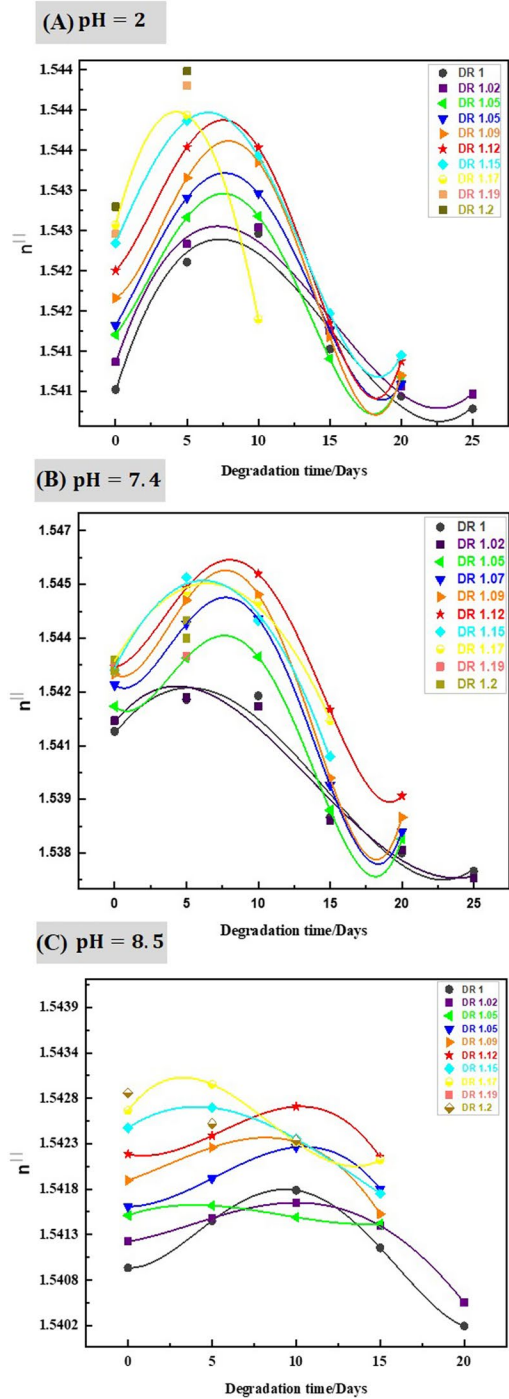 (A) pH = 2
1.544
1.544
1.544
1.543
1.543
1.542
1.542
1.541
1.541
n||
0 5 10 15 20 25
Degradation time/Days
DR 1
DR 1.02
DR 1.05
DR 1.05
DR 1.09
DR 1.12
DR 1.15
DR 1.17
DR 1.19
DR 1.2
(B) pH = 7.4
1.547
1.545
1.544
1.542
1.541
1.539
1.538
n||
0 5 10 15 20 25
Degradation time/Days
DR 1
DR 1.02
DR 1.05
DR 1.07
DR 1.09
DR 1.12
DR 1.15
DR 1.17
DR 1.19
DR 1.2
(C) pH = 8.5
1.5439
1.5434
1.5428
1.5423
1.5418
1.5413
1.5408
1.5402
n||
0 5 10 15 20
Degradation time/Days
DR 1
DR 1.02
DR 1.05
DR 1.05
DR 1.09
DR 1.12
DR 1.15
DR 1.17
DR 1.19
DR 1.2